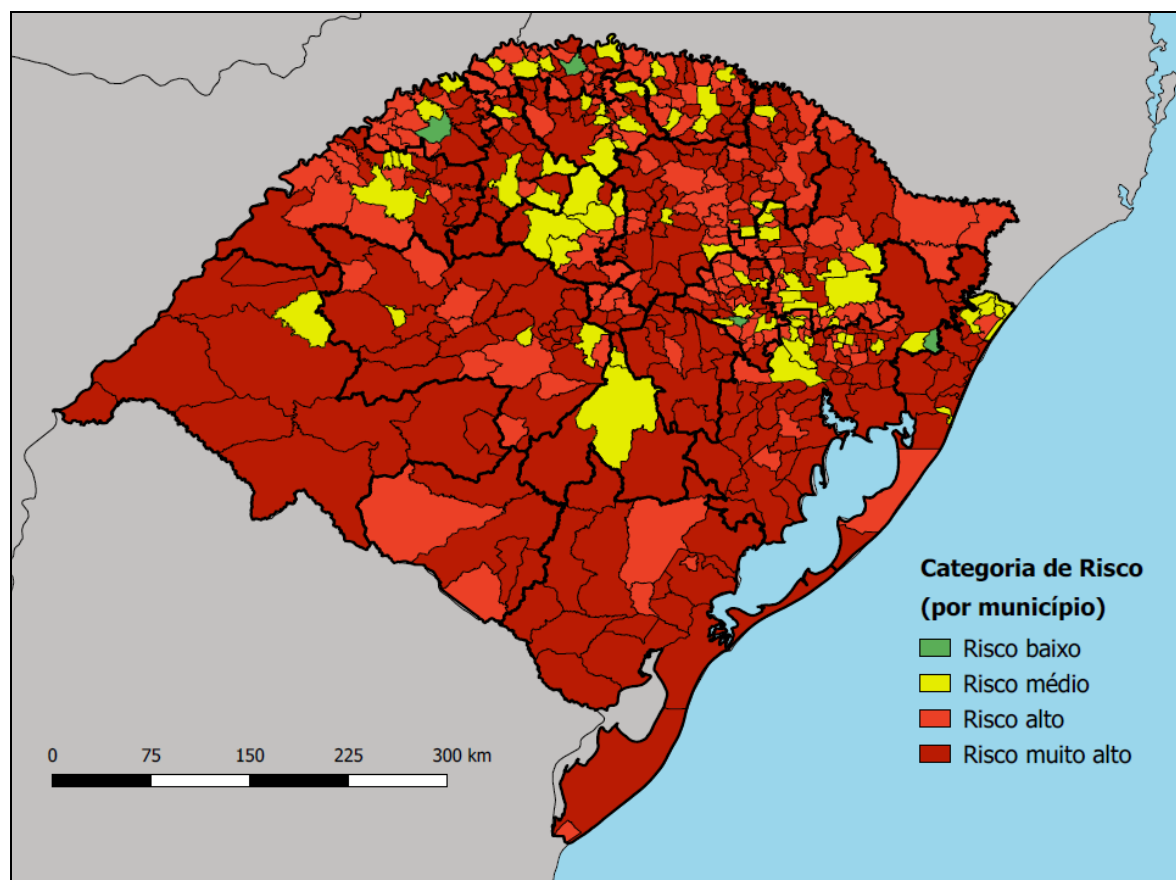 Categoria de Risco
(por município)
Risco baixo
Risco médio
Risco alto
Risco muito alto
0 75 150 225 300 km